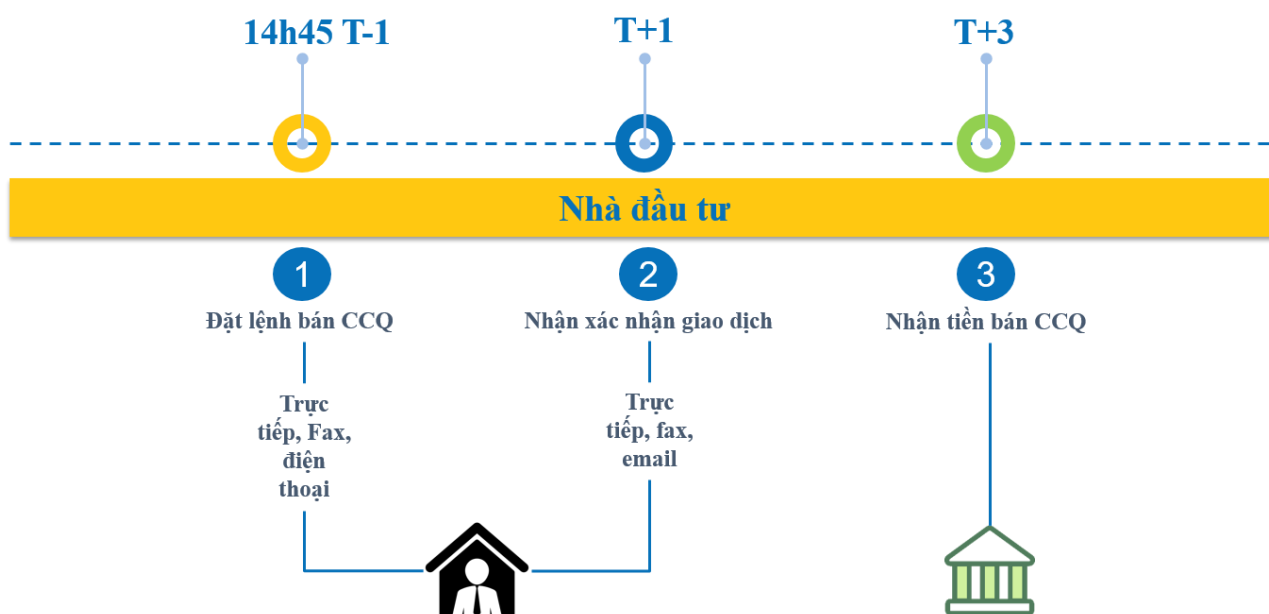 14h45 T-1
T+1
T+3
Nhà đầu tư
1
2
3
Đặt lệnh bán CCQ
Nhận xác nhận giao dịch
Nhận tiền bán CCQ
Trực
tiếp, Fax,
điện
thoại
Trực
tiếp, fax,
email